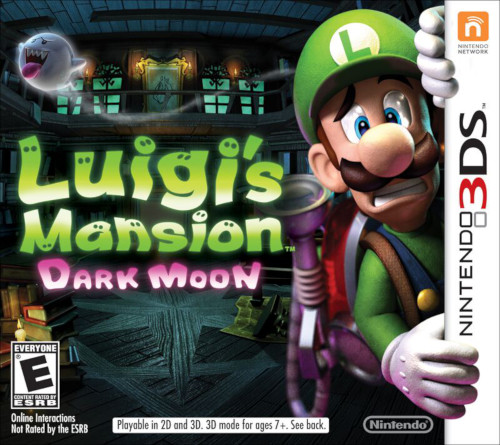 NINTENDO
NETWORK
L
Luigi's
Mansion™
DARK MOON
NINTENDO 3DS
EVERYONE
E
CONTENT RATED BY
ESRB
Online Interactions
Not Rated by the ESRB
Playable in 2D and 3D. 3D mode for ages 7+. See back.
Nintendo